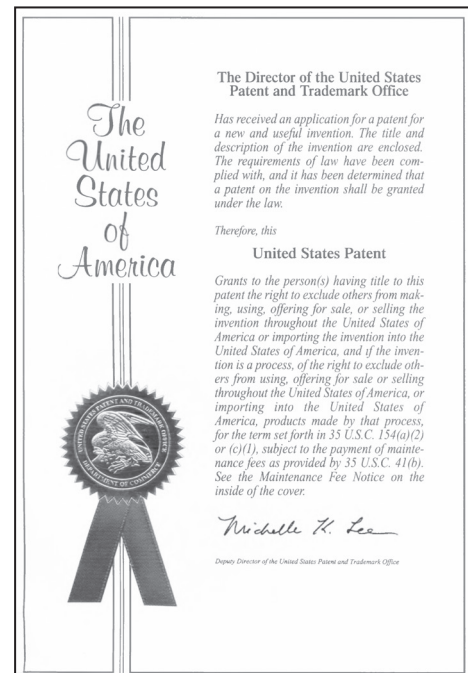 The
United
States
of
America
UNITED STATES PATENT AND TRADEMARK OFFICE
DEPARTMENT OF COMMERCE
The Director of the United States
Patent and Trademark Office
Has received an application for a patent for
a new and useful invention. The title and
description of the invention are enclosed.
The requirements of law have been com-
plied with, and it has been determined that
a patent on the invention shall be granted
under the law.
Therefore, this
United States Patent
Grants to the person(s) having title to this
patent the right to exclude others from mak-
ing, using, offering for sale, or selling the
invention throughout the United States of
America or importing the invention into the
United States of America, and if the inven-
tion is a process, of the right to exclude oth-
ers from using, offering for sale or selling
throughout the United States of America, or
importing into the United States of
America, products made by that process,
for the term set forth in 35 U.S.C. 154(a)(2)
or (c)(1), subject to the payment of mainte-
nance fees as provided by 35 U.S.C. 41(b).
See the Maintenance Fee Notice on the
inside of the cover.
Michelle K. Lee
Deputy Director of the United States Patent and Trademark Office